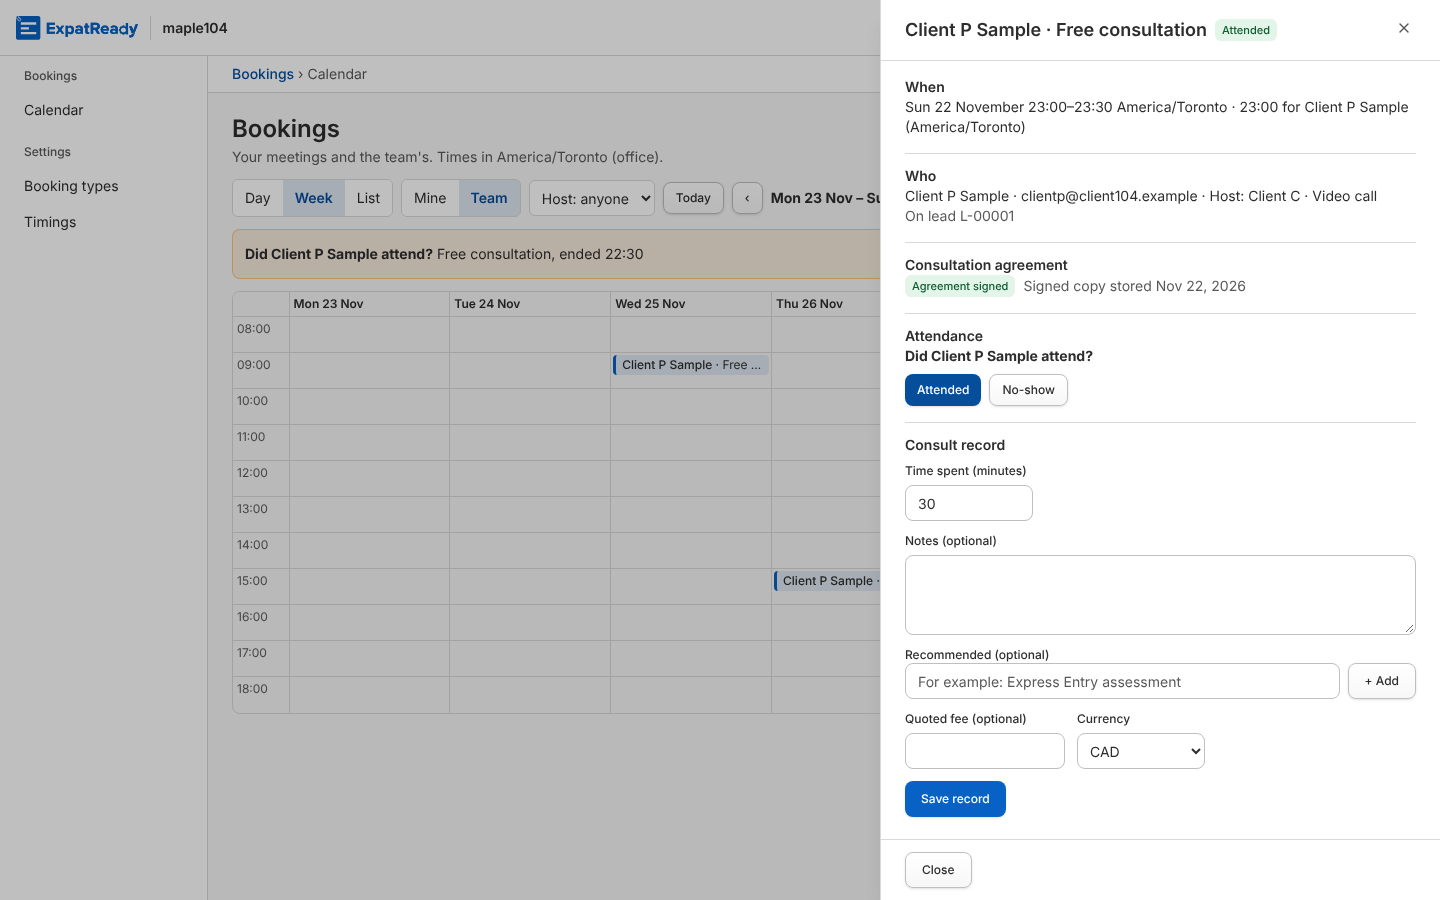 ExpatReady
maple104
Bookings
Calendar
Settings
Booking types
Timings
Bookings › Calendar
Bookings
Your meetings and the team's. Times in America/Toronto (office).
Day Week List Mine Team Host: anyone Today ‹ Mon 23 Nov – Su
Did Client P Sample attend? Free consultation, ended 22:30
Mon 23 Nov Tue 24 Nov Wed 25 Nov Thu 26 Nov
08:00
09:00 Client P Sample · Free ...
10:00
11:00
12:00
13:00
14:00
15:00 Client P Sample ·
16:00
17:00
18:00
Client P Sample · Free consultation Attended ×
When
Sun 22 November 23:00–23:30 America/Toronto · 23:00 for Client P Sample
(America/Toronto)
Who
Client P Sample · clientp@client104.example · Host: Client C · Video call
On lead L-00001
Consultation agreement
Agreement signed Signed copy stored Nov 22, 2026
Attendance
Did Client P Sample attend?
Attended No-show
Consult record
Time spent (minutes)
30
Notes (optional)
Recommended (optional)
For example: Express Entry assessment + Add
Quoted fee (optional) Currency
CAD
Save record
Close